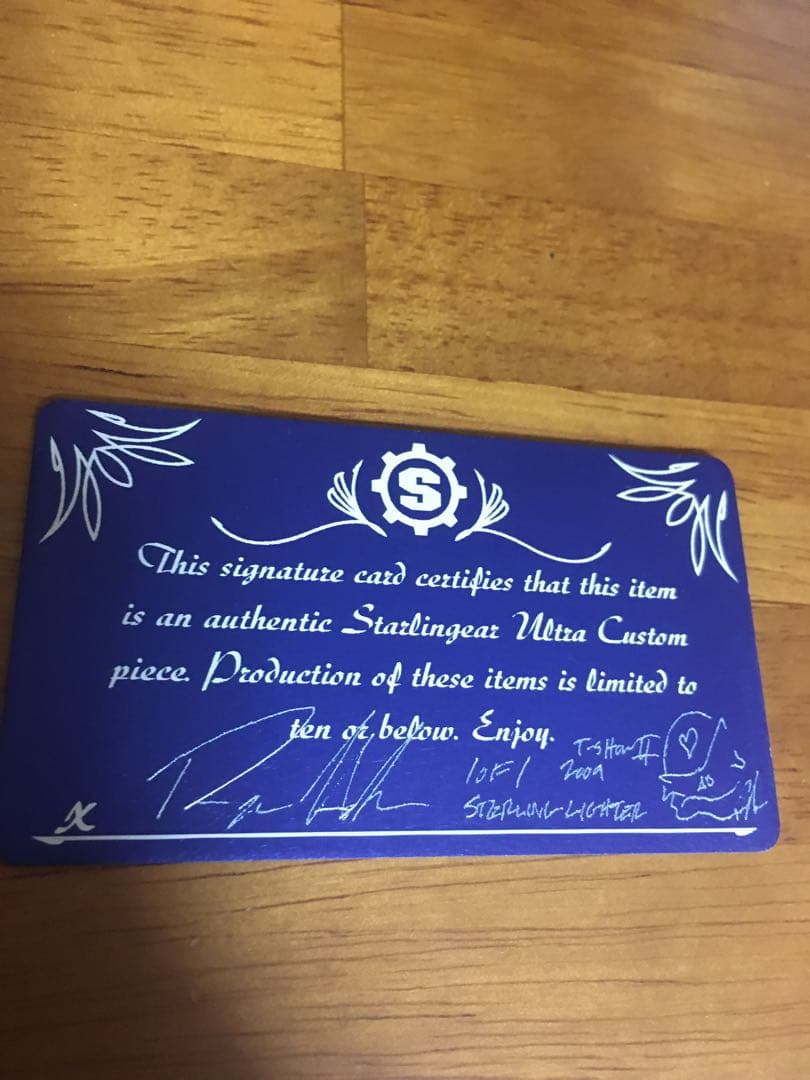 S
This signature card certifies that this item
is an authentic Starlingear Ultra Custom
piece. Production of these items is limited to
ten or below. Enjoy.
1 OF 1
T-SHOW II
2009
STERLING LIGHTER
X